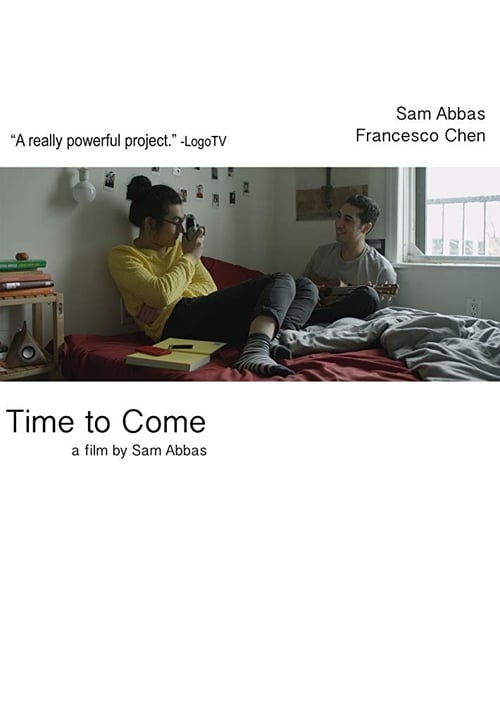 Sam Abbas
Francesco Chen
“A really powerful project.” -LogoTV
Time to Come
a film by Sam Abbas